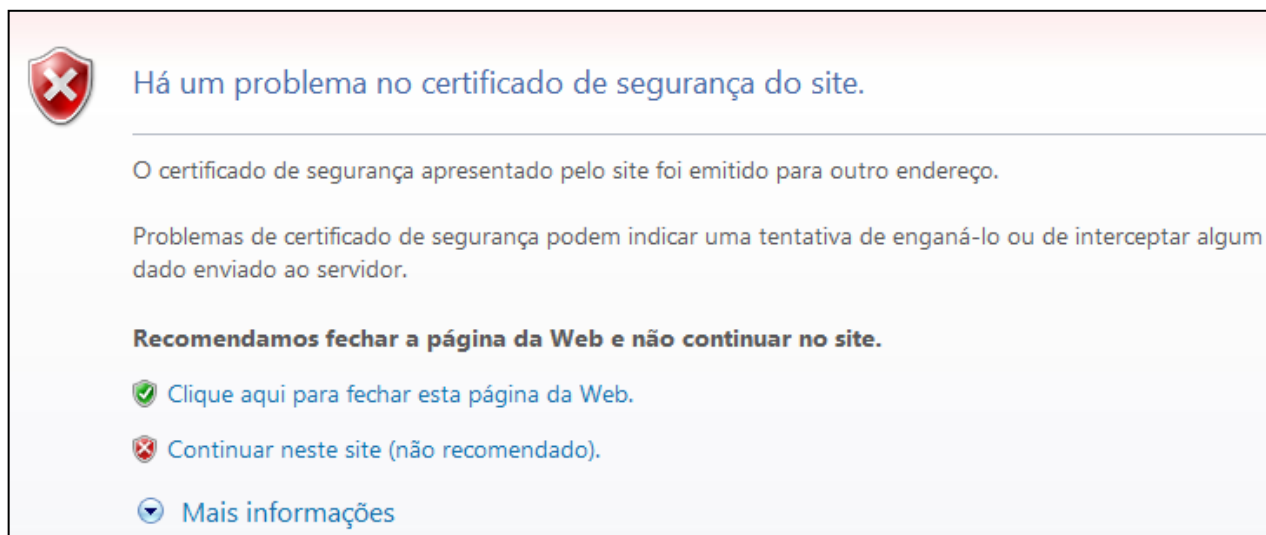 Há um problema no certificado de segurança do site.
O certificado de segurança apresentado pelo site foi emitido para outro endereço.
Problemas de certificado de segurança podem indicar uma tentativa de enganá-lo ou de interceptar algum
dado enviado ao servidor.
Recomendamos fechar a página da Web e não continuar no site.
Clique aqui para fechar esta página da Web.
Continuar neste site (não recomendado).
Mais informações